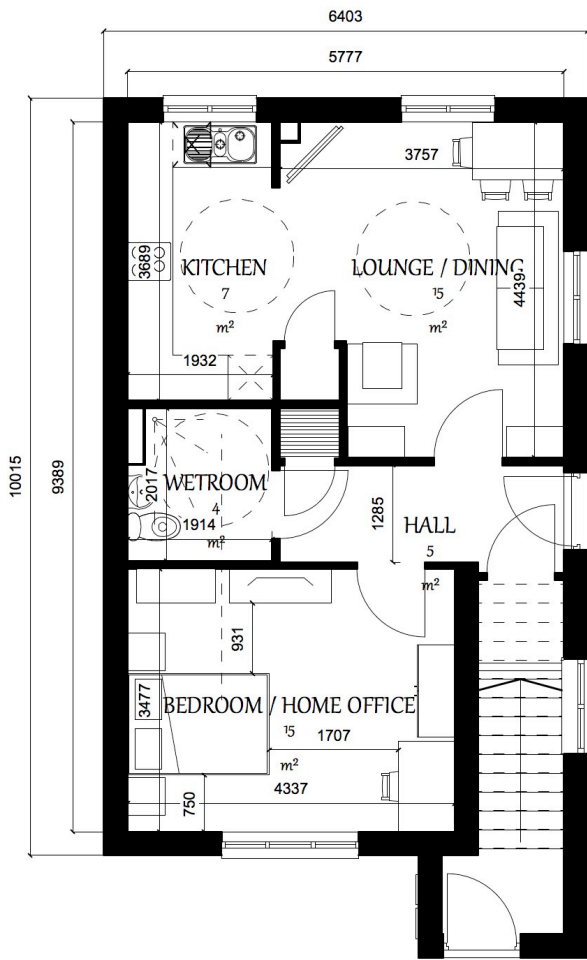 6403
5777
3757
3689
KITCHEN
7
m²
LOUNGE / DINING
15
m²
4439
1932
10015
9389
2017
WETROOM
4
1914
m²
1285
HALL
5
m²
931
3477
BEDROOM / HOME OFFICE
15
1707
m²
4337
750